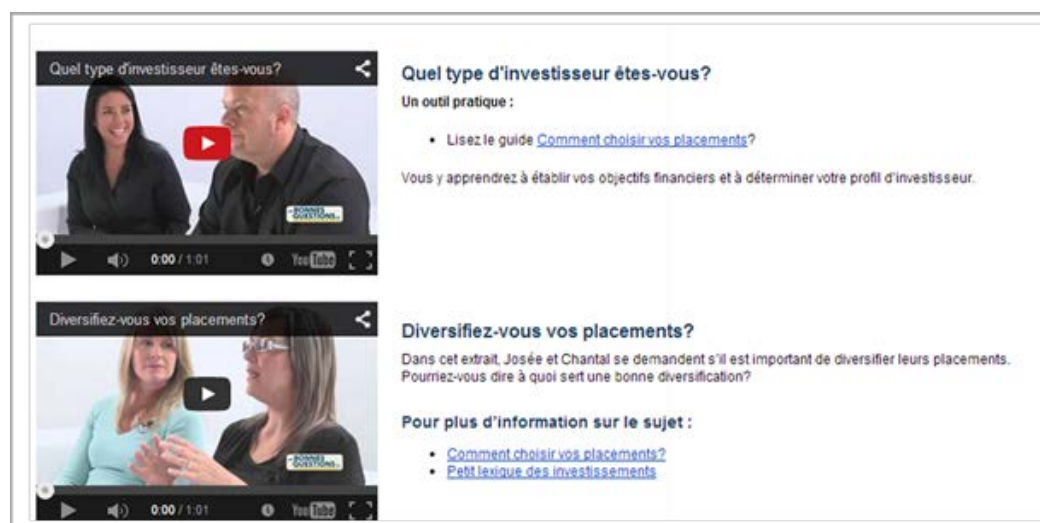 Quel type d'investisseur êtes-vous?
Quel type d'investisseur êtes-vous?
Un outil pratique :
• Lisez le guide Comment choisir vos placements?
Vous y apprendrez à établir vos objectifs financiers et à déterminer votre profil d'investisseur.
BONNES
QUESTIONS
0:00 / 1:01
YouTube
Diversifiez-vous vos placements?
Diversifiez-vous vos placements?
Dans cet extrait, Josée et Chantal se demandent s'il est important de diversifier leurs placements.
Pourriez-vous dire à quoi sert une bonne diversification?
Pour plus d'information sur le sujet :
• Comment choisir vos placements?
• Petit lexique des investissements
BONNES
QUESTIONS
0:00 / 1:01
YouTube